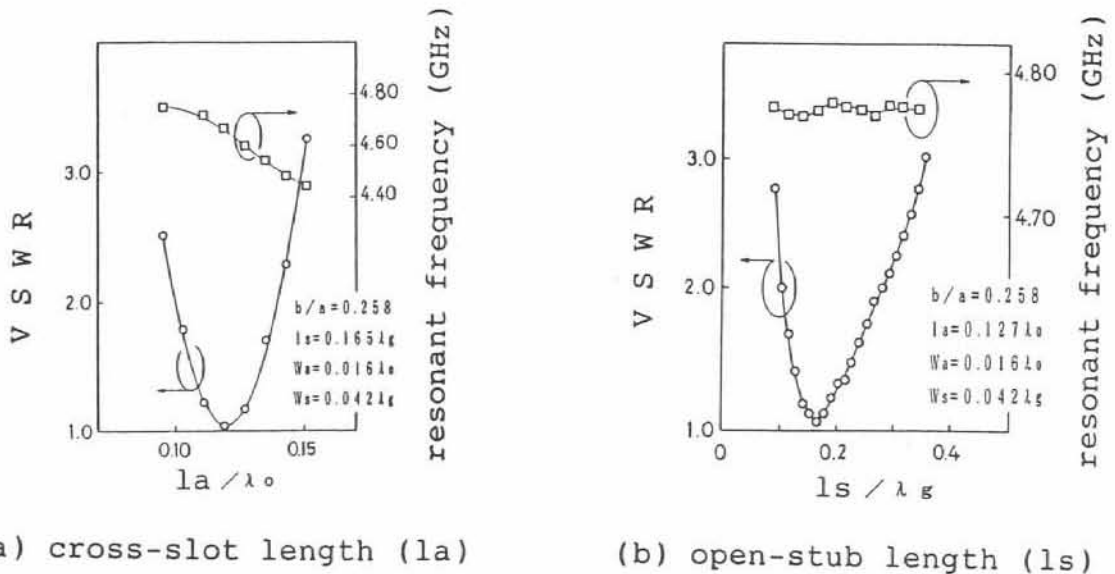 VSWR
3.0
2.0
1.0
0.10
0.15
la/λo
4.80
4.60
4.40
resonant frequency (GHz)
b/a=0.258
ls=0.165λg
Wa=0.016λo
Ws=0.042λg
a) cross-slot length (la)
VSWR
3.0
2.0
1.0
0
0.2
0.4
ls/λg
4.80
4.70
resonant frequency (GHz)
b/a=0.258
la=0.127λo
Wa=0.016λo
Ws=0.042λg
(b) open-stub length (ls)